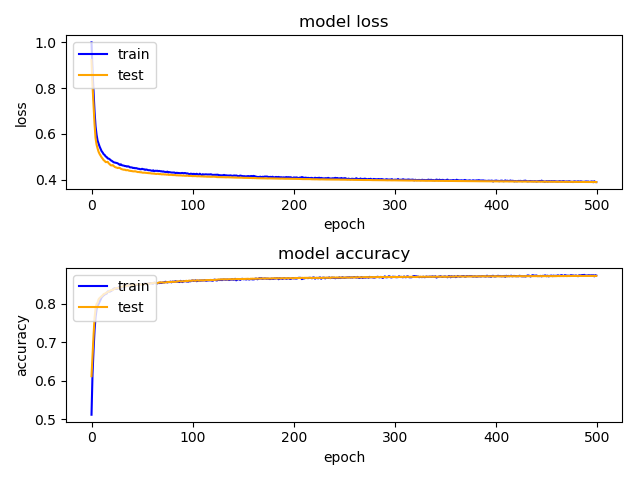 model loss
1.0
0.8
0.6
0.4
loss
train
test
0 100 200 300 400 500
epoch
model accuracy
0.8
0.7
0.6
0.5
accuracy
train
test
0 100 200 300 400 500
epoch